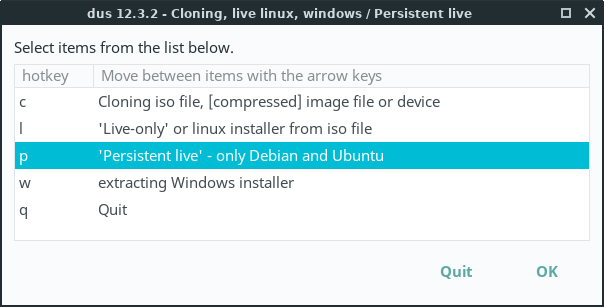 dus 12.3.2 - Cloning, live linux, windows / Persistent live
Select items from the list below.
hotkey Move between items with the arrow keys
c Cloning iso file, [compressed] image file or device
l 'Live-only' or linux installer from iso file
p 'Persistent live' - only Debian and Ubuntu
w extracting Windows installer
q Quit
Quit OK